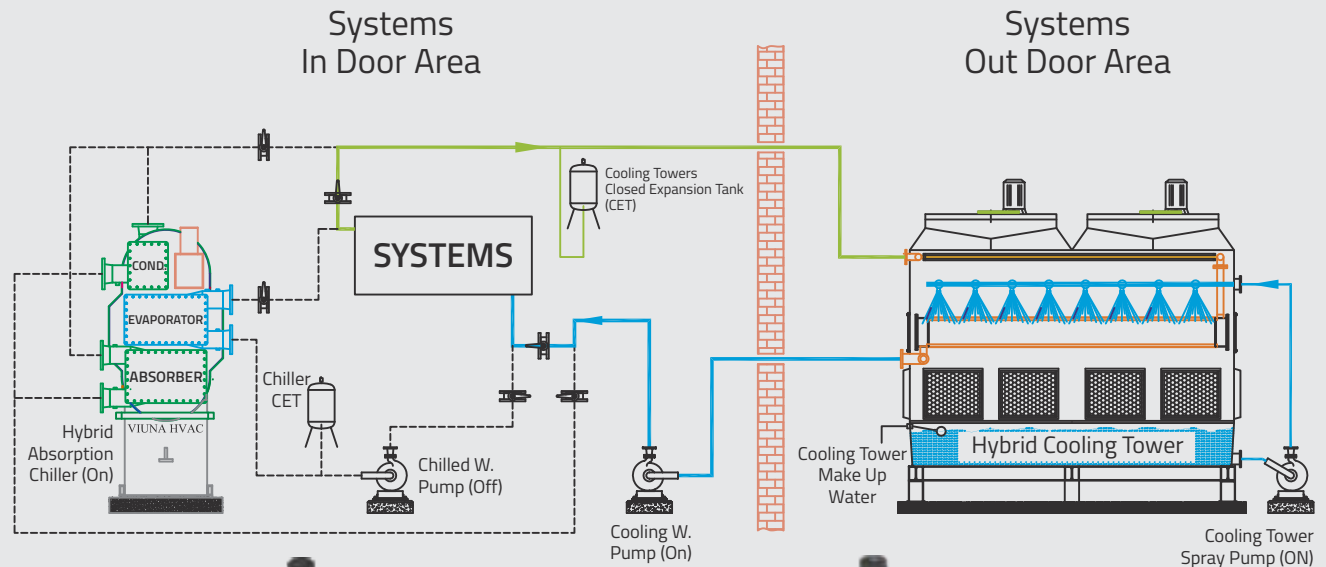 Systems
In Door Area
Systems
Out Door Area
Cooling Towers
Closed Expansion Tank
(CET)
SYSTEMS
COND.
EVAPORATOR
ABSORBER
VIUNA HVAC
Hybrid
Absorption
Chiller (On)
Chiller
CET
Chilled W.
Pump (Off)
Cooling W.
Pump (On)
Cooling Tower
Make Up
Water
Hybrid Cooling Tower
Cooling Tower
Spray Pump (ON)